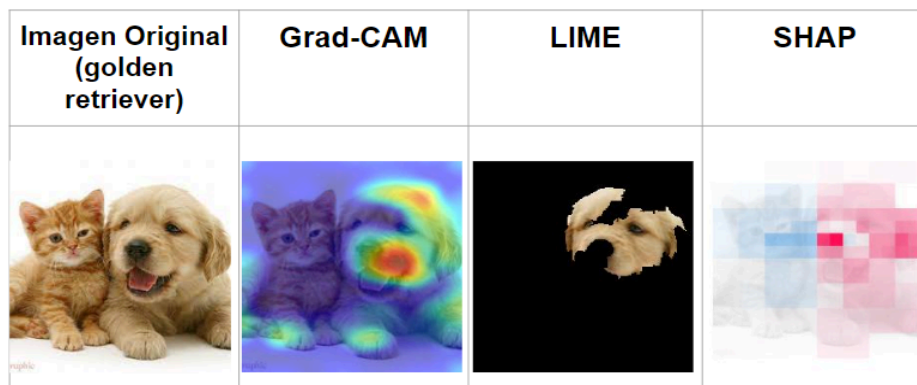 Imagen Original
(golden
retriever)
Grad-CAM
LIME
SHAP